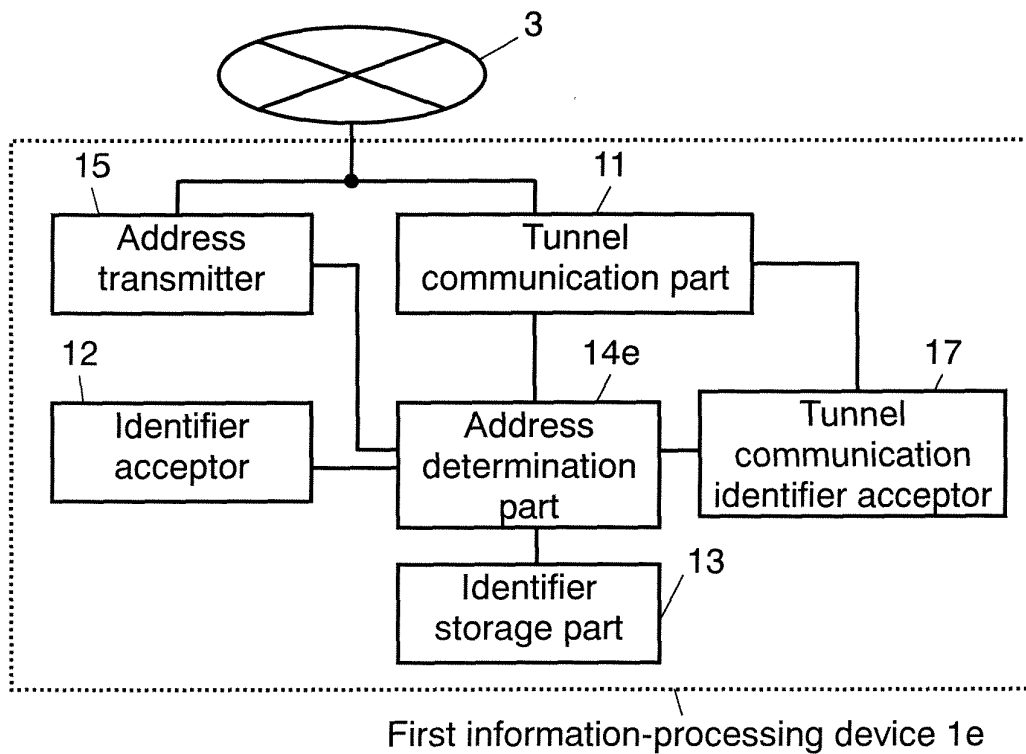 3
15
11
Address
transmitter
Tunnel
communication part
12
14e
17
Identifier
acceptor
Address
determination
part
Tunnel
communication
identifier acceptor
13
Identifier
storage part
First information-processing device 1e